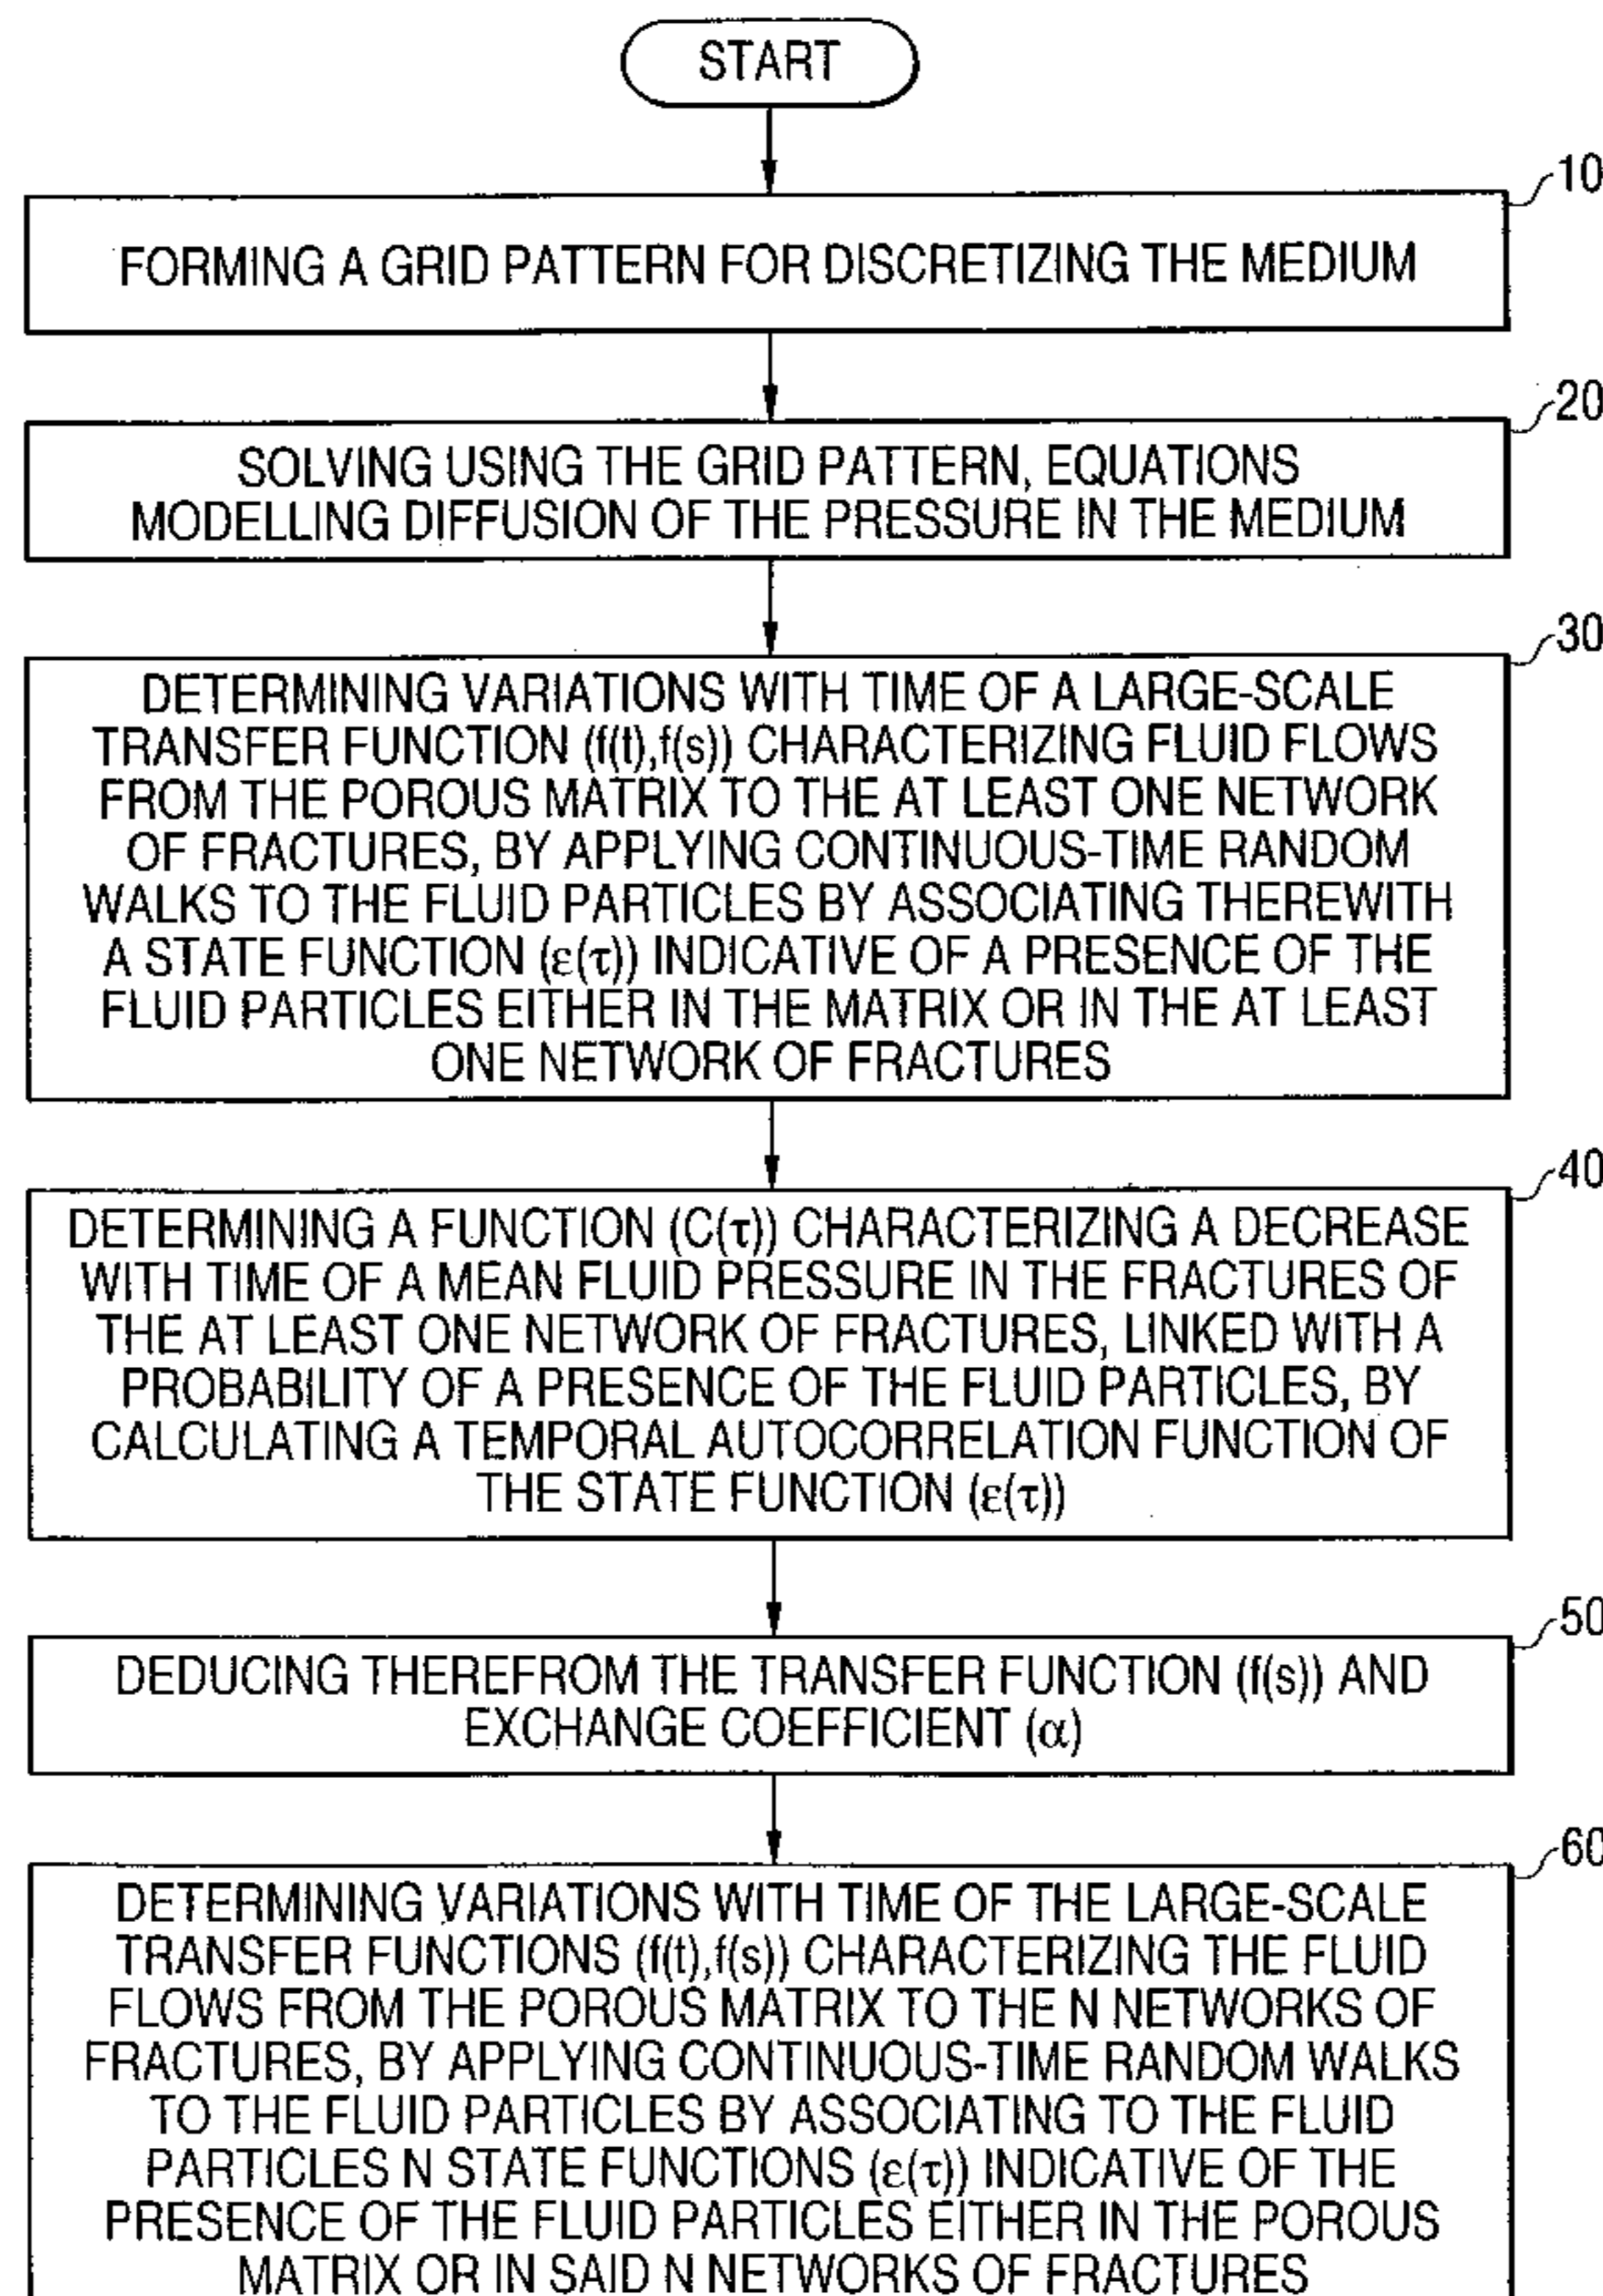 START
10
FORMING A GRID PATTERN FOR DISCRETIZING THE MEDIUM
20
SOLVING USING THE GRID PATTERN, EQUATIONS
MODELLING DIFFUSION OF THE PRESSURE IN THE MEDIUM
30
DETERMINING VARIATIONS WITH TIME OF A LARGE-SCALE
TRANSFER FUNCTION (f(t),f(s)) CHARACTERIZING FLUID FLOWS
FROM THE POROUS MATRIX TO THE AT LEAST ONE NETWORK
OF FRACTURES, BY APPLYING CONTINUOUS-TIME RANDOM
WALKS TO THE FLUID PARTICLES BY ASSOCIATING THEREWITH
A STATE FUNCTION (ε(τ)) INDICATIVE OF A PRESENCE OF THE
FLUID PARTICLES EITHER IN THE MATRIX OR IN THE AT LEAST
ONE NETWORK OF FRACTURES
40
DETERMINING A FUNCTION (C(τ)) CHARACTERIZING A DECREASE
WITH TIME OF A MEAN FLUID PRESSURE IN THE FRACTURES OF
THE AT LEAST ONE NETWORK OF FRACTURES, LINKED WITH A
PROBABILITY OF A PRESENCE OF THE FLUID PARTICLES, BY
CALCULATING A TEMPORAL AUTOCORRELATION FUNCTION OF
THE STATE FUNCTION (ε(τ))
50
DEDUCING THEREFROM THE TRANSFER FUNCTION (f(s)) AND
EXCHANGE COEFFICIENT (α)
60
DETERMINING VARIATIONS WITH TIME OF THE LARGE-SCALE
TRANSFER FUNCTIONS (f(t),f(s)) CHARACTERIZING THE FLUID
FLOWS FROM THE POROUS MATRIX TO THE N NETWORKS OF
FRACTURES, BY APPLYING CONTINUOUS-TIME RANDOM WALKS
TO THE FLUID PARTICLES BY ASSOCIATING TO THE FLUID
PARTICLES N STATE FUNCTIONS (ε(τ)) INDICATIVE OF THE
PRESENCE OF THE FLUID PARTICLES EITHER IN THE POROUS
MATRIX OR IN SAID N NETWORKS OF FRACTURES